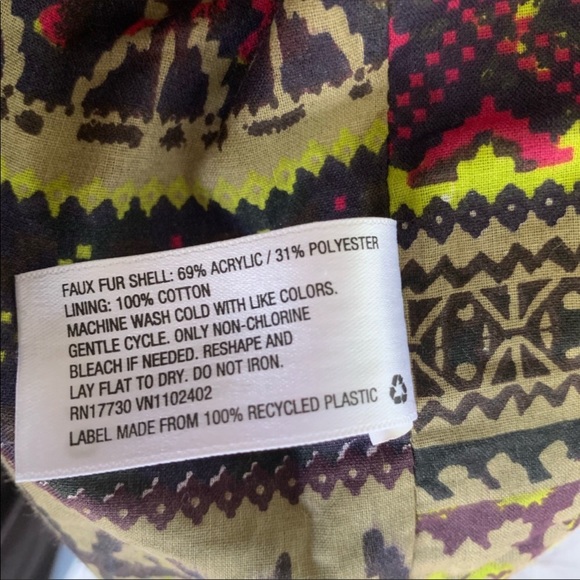 FAUX FUR SHELL: 69% ACRYLIC / 31% POLYESTER
LINING: 100% COTTON
MACHINE WASH COLD WITH LIKE COLORS.
GENTLE CYCLE. ONLY NON-CHLORINE
BLEACH IF NEEDED. RESHAPE AND
LAY FLAT TO DRY. DO NOT IRON.
RN17730 VN1102402
LABEL MADE FROM 100% RECYCLED PLASTIC